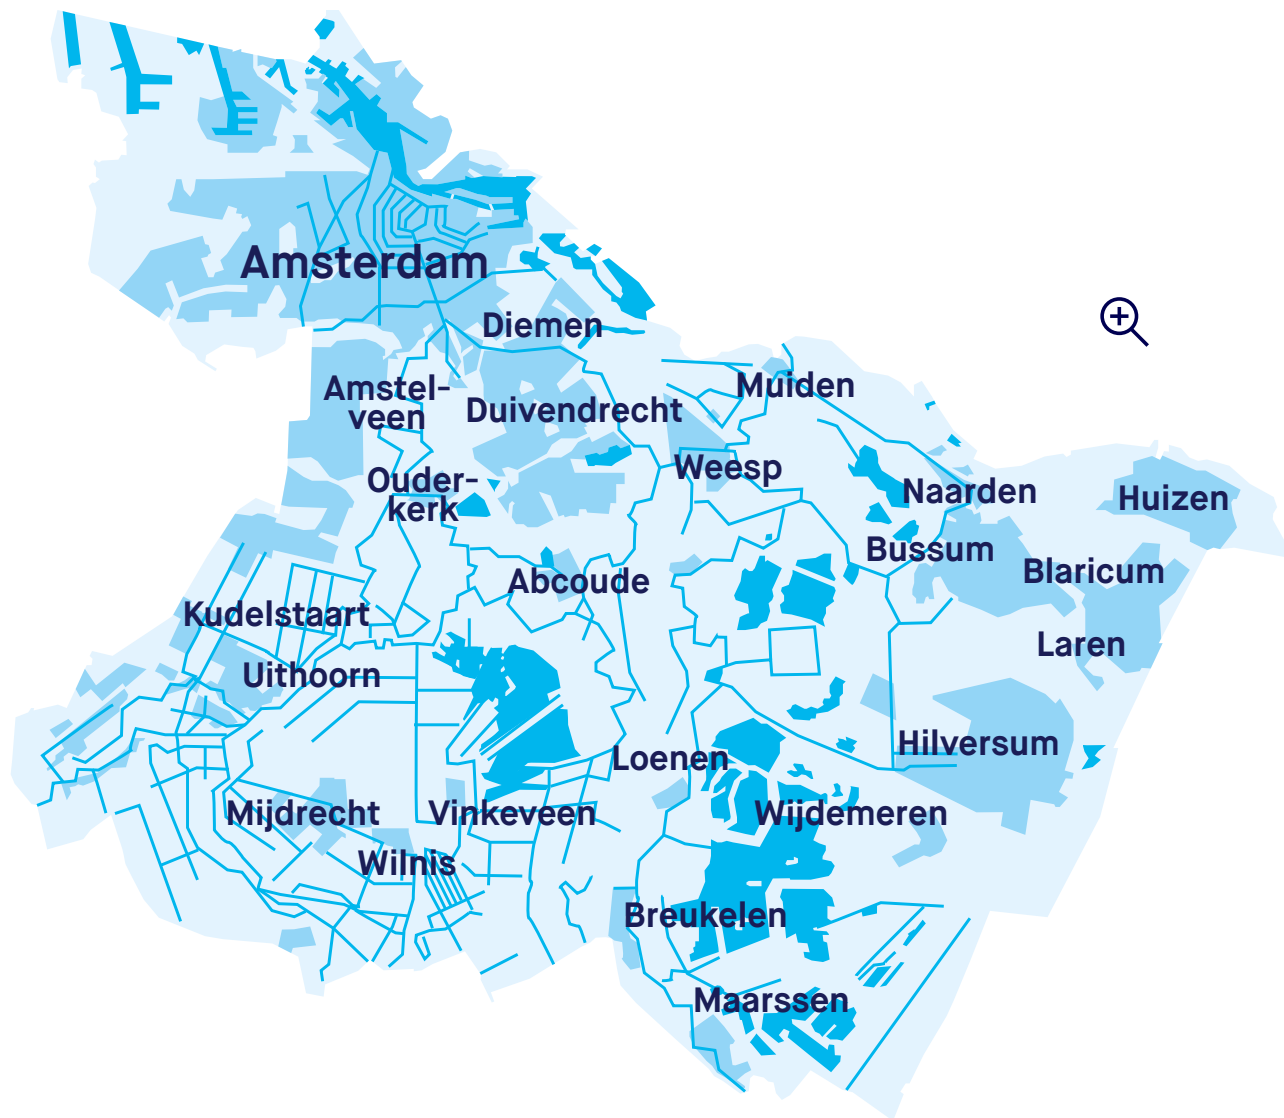 Amsterdam
Diemen
Amstel-
veen
Muiden
Duivendrecht
Weesp
Ouder-
kerk
Naarden
Huizen
Bussum
Abcoude
Blaricum
Kudelstaart
Laren
Uithoorn
Hilversum
Loenen
Mijdrecht
Vinkeveen
Wijdemeren
Wilnis
Breukelen
Maarssen